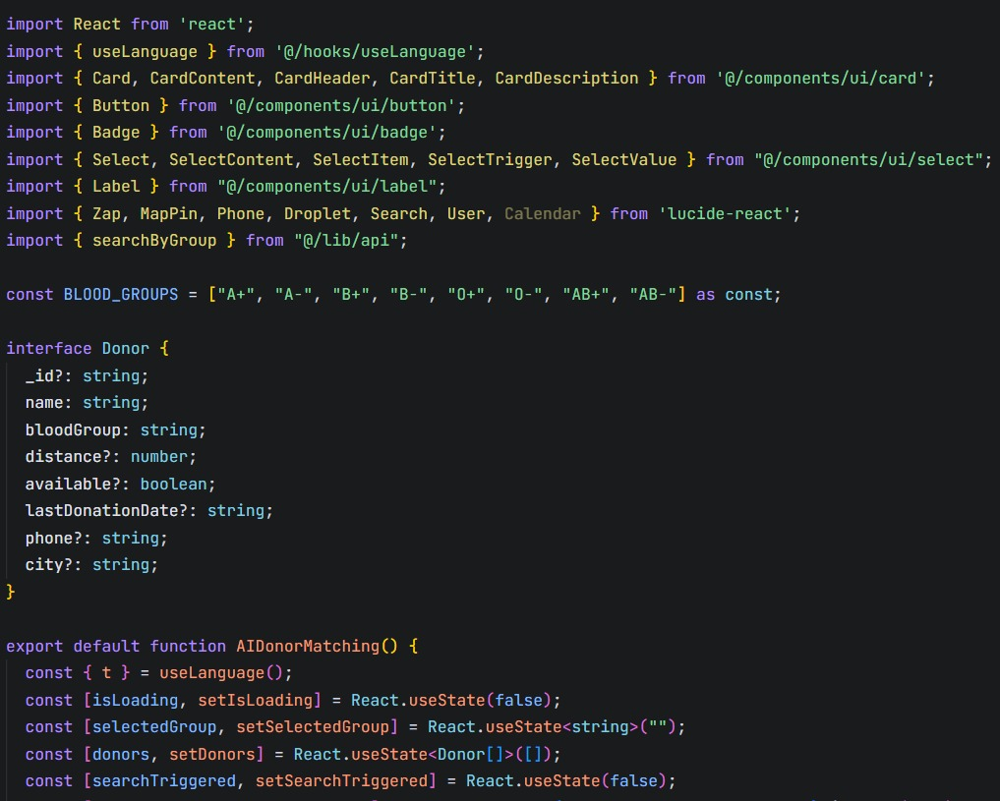 import React from 'react';
import { useLanguage } from '@/hooks/useLanguage';
import { Card, CardContent, CardHeader, CardTitle, CardDescription } from '@/components/ui/card';
import { Button } from '@/components/ui/button';
import { Badge } from '@/components/ui/badge';
import { Select, SelectContent, SelectItem, SelectTrigger, SelectValue } from "@/components/ui/select";
import { Label } from "@/components/ui/label";
import { Zap, MapPin, Phone, Droplet, Search, User, Calendar } from 'lucide-react';
import { searchByGroup } from "@/lib/api";

const BLOOD_GROUPS = ["A+", "A-", "B+", "B-", "O+", "O-", "AB+", "AB-"] as const;

interface Donor {
  _id?: string;
  name: string;
  bloodGroup: string;
  distance?: number;
  available?: boolean;
  lastDonationDate?: string;
  phone?: string;
  city?: string;
}

export default function AIDonorMatching() {
  const { t } = useLanguage();
  const [isLoading, setIsLoading] = React.useState(false);
  const [selectedGroup, setSelectedGroup] = React.useState<string>("");
  const [donors, setDonors] = React.useState<Donor[]>([]);
  const [searchTriggered, setSearchTriggered] = React.useState(false);